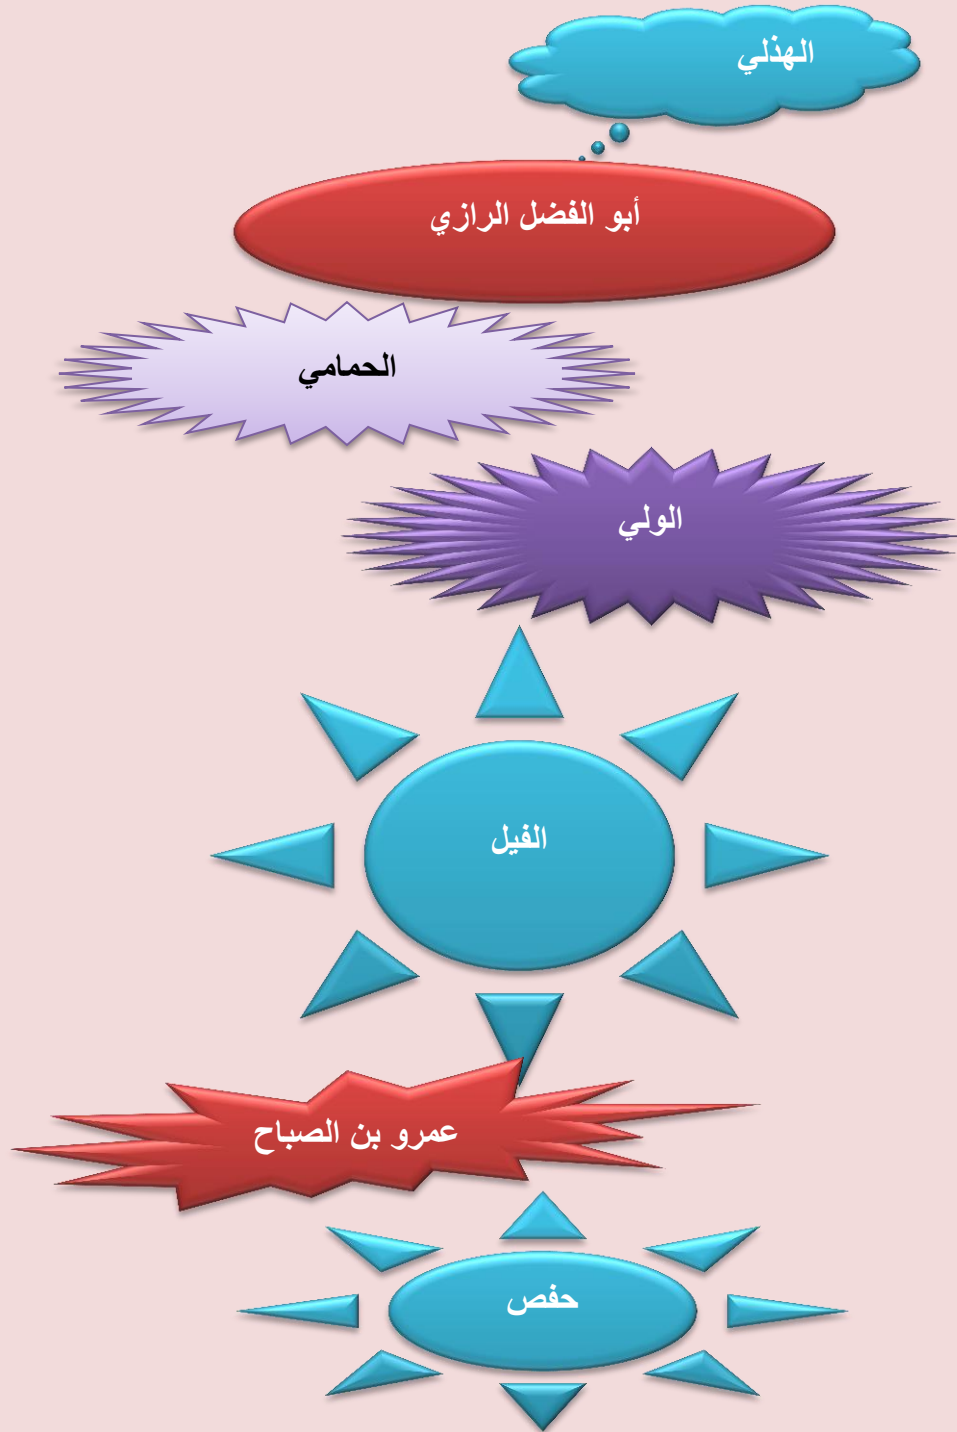 الهذلي
أبو الفضل الرازي
الحمامي
الولي
الفيل
عمرو بن الصباح
حفص